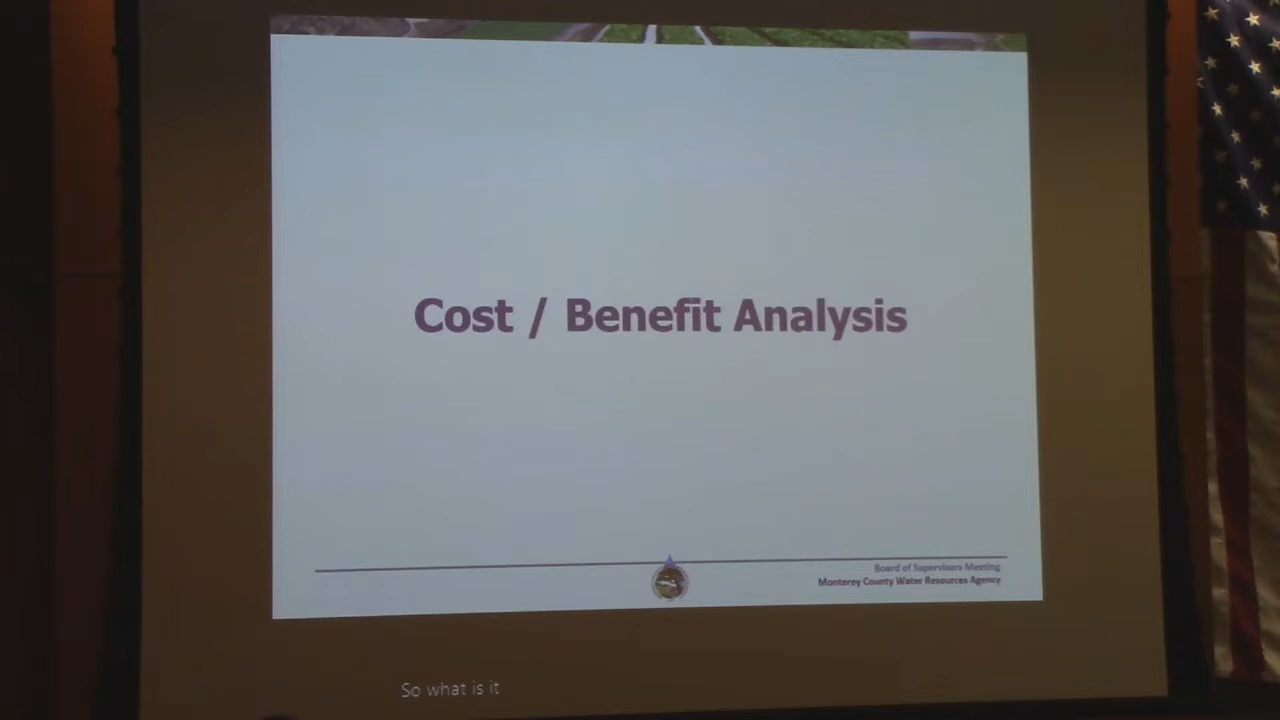 Cost / Benefit Analysis
Board of Supervisors Meeting
Monterey County Water Resources Agency
So what is it